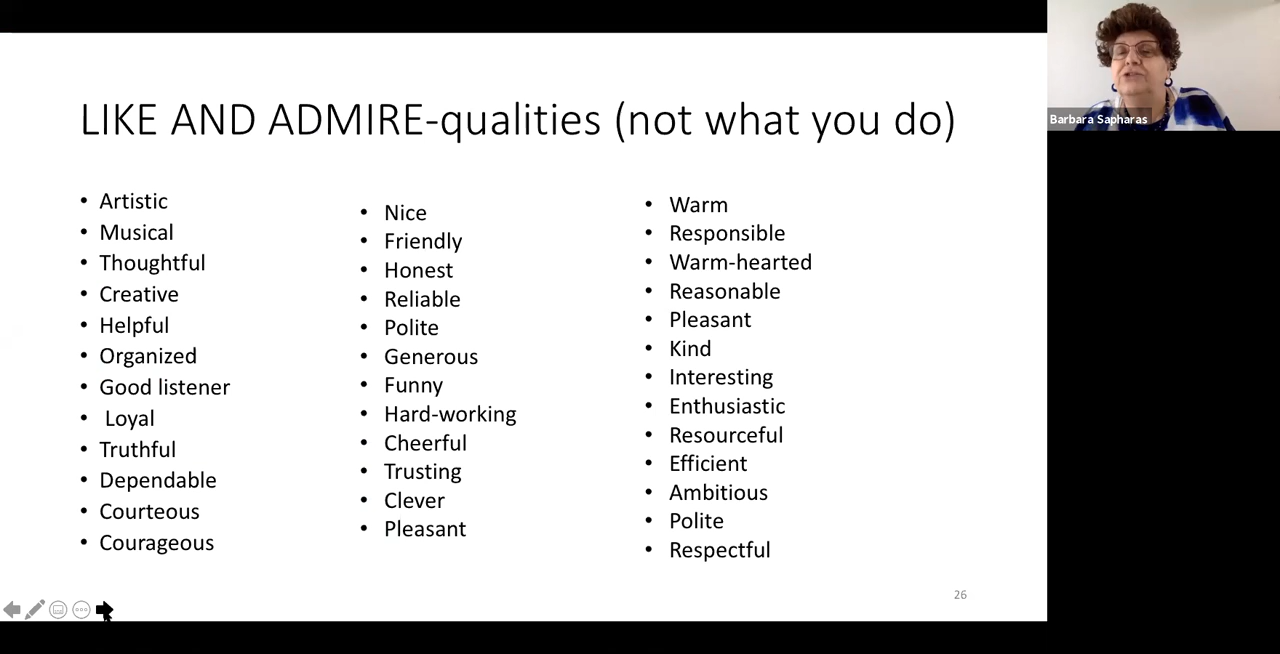 LIKE AND ADMIRE-qualities (not what you do)
• Artistic
• Musical
• Thoughtful
• Creative
• Helpful
• Organized
• Good listener
• Loyal
• Truthful
• Dependable
• Courteous
• Courageous
• Nice
• Friendly
• Honest
• Reliable
• Polite
• Generous
• Funny
• Hard-working
• Cheerful
• Trusting
• Clever
• Pleasant
• Warm
• Responsible
• Warm-hearted
• Reasonable
• Pleasant
• Kind
• Interesting
• Enthusiastic
• Resourceful
• Efficient
• Ambitious
• Polite
• Respectful
26
Barbara Sapharas